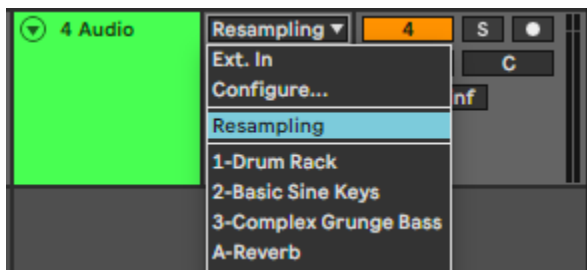 4 Audio
Resampling
4
S
Ext. In
C
Configure...
nf
Resampling
1-Drum Rack
2-Basic Sine Keys
3-Complex Grunge Bass
A-Reverb